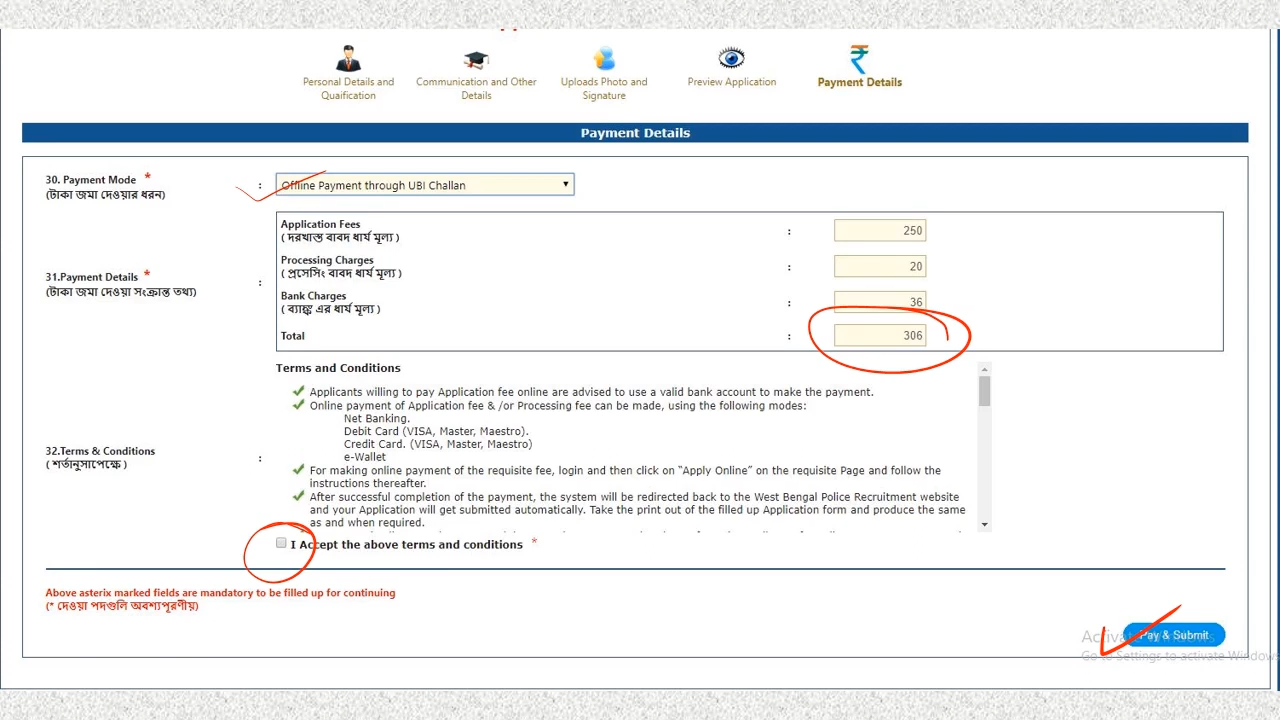 Personal Details and Quaification
Communication and Other Details
Uploads Photo and Signature
Preview Application
Payment Details
Payment Details
30. Payment Mode *
(টাকা জমা দেওয়ার ধরন)
:
Offline Payment through UBI Challan
31.Payment Details *
(টাকা জমা দেওয়া সংক্রান্ত তথ্য)
:
Application Fees
( দরখাস্ত বাবদ ধার্য মূল্য )
: 250
Processing Charges
( প্রসেসিং বাবদ ধার্য মূল্য )
: 20
Bank Charges
( ব্যাঙ্ক এর ধার্য মূল্য )
: 36
Total : 306
32.Terms & Conditions
( শর্তানুসাপেক্ষে )
:
Terms and Conditions
Applicants willing to pay Application fee online are advised to use a valid bank account to make the payment.
Online payment of Application fee & /or Processing fee can be made, using the following modes:
Net Banking.
Debit Card (VISA, Master, Maestro).
Credit Card. (VISA, Master, Maestro)
e-Wallet
For making online payment of the requisite fee, login and then click on “Apply Online” on the requisite Page and follow the
instructions thereafter.
After successful completion of the payment, the system will be redirected back to the West Bengal Police Recruitment website
and your Application will get submitted automatically. Take the print out of the filled up Application form and produce the same
as and when required.
I Accept the above terms and conditions *
Above asterix marked fields are mandatory to be filled up for continuing
(* দেওয়া পদগুলি অবশ্যপূরণীয়)
Pay & Submit
Activate Windows
Go to Settings to activate Windows